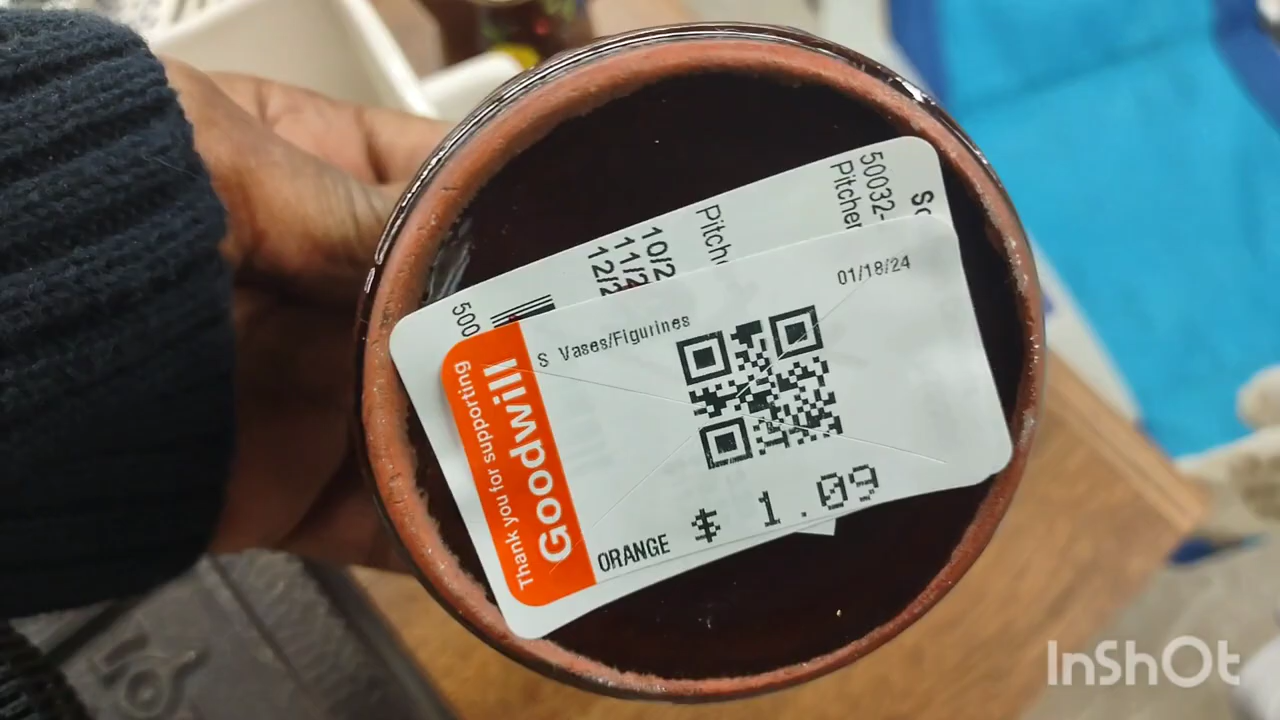 S Vases/Figurines
01/18/24
Thank you for supporting
Goodwill
ORANGE
$ 1.09
50032-
Pitcher
10/2
11/2
12/2
500
InShOt